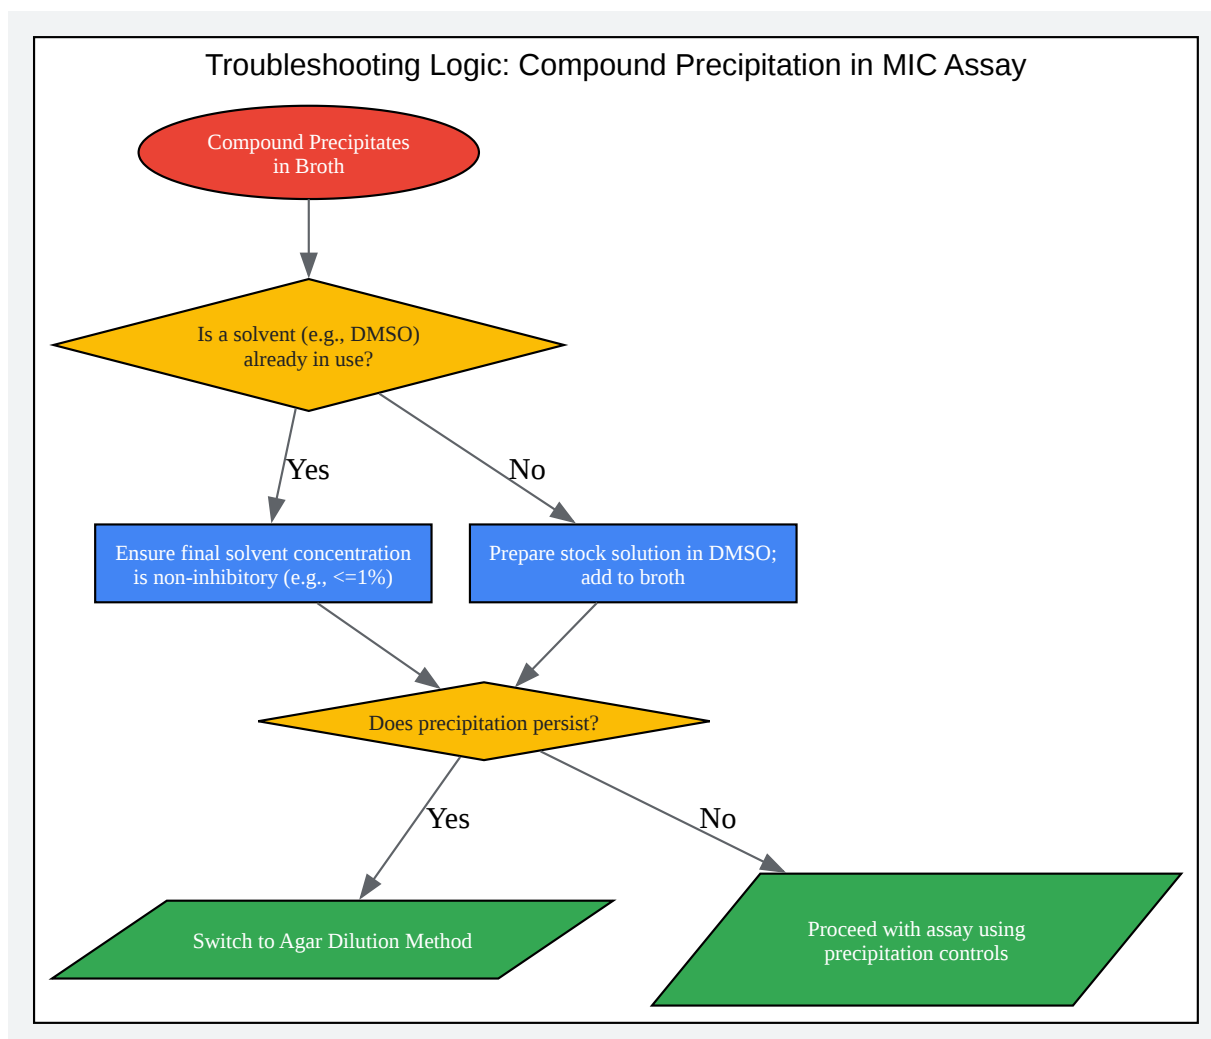 Troubleshooting Logic: Compound Precipitation in MIC Assay
Compound Precipitates
in Broth
Is a solvent (e.g., DMSO)
already in use?
Yes
No
Ensure final solvent concentration
is non-inhibitory (e.g., <=1%)
Prepare stock solution in DMSO;
add to broth
Does precipitation persist?
Yes
No
Switch to Agar Dilution Method
Proceed with assay using
precipitation controls